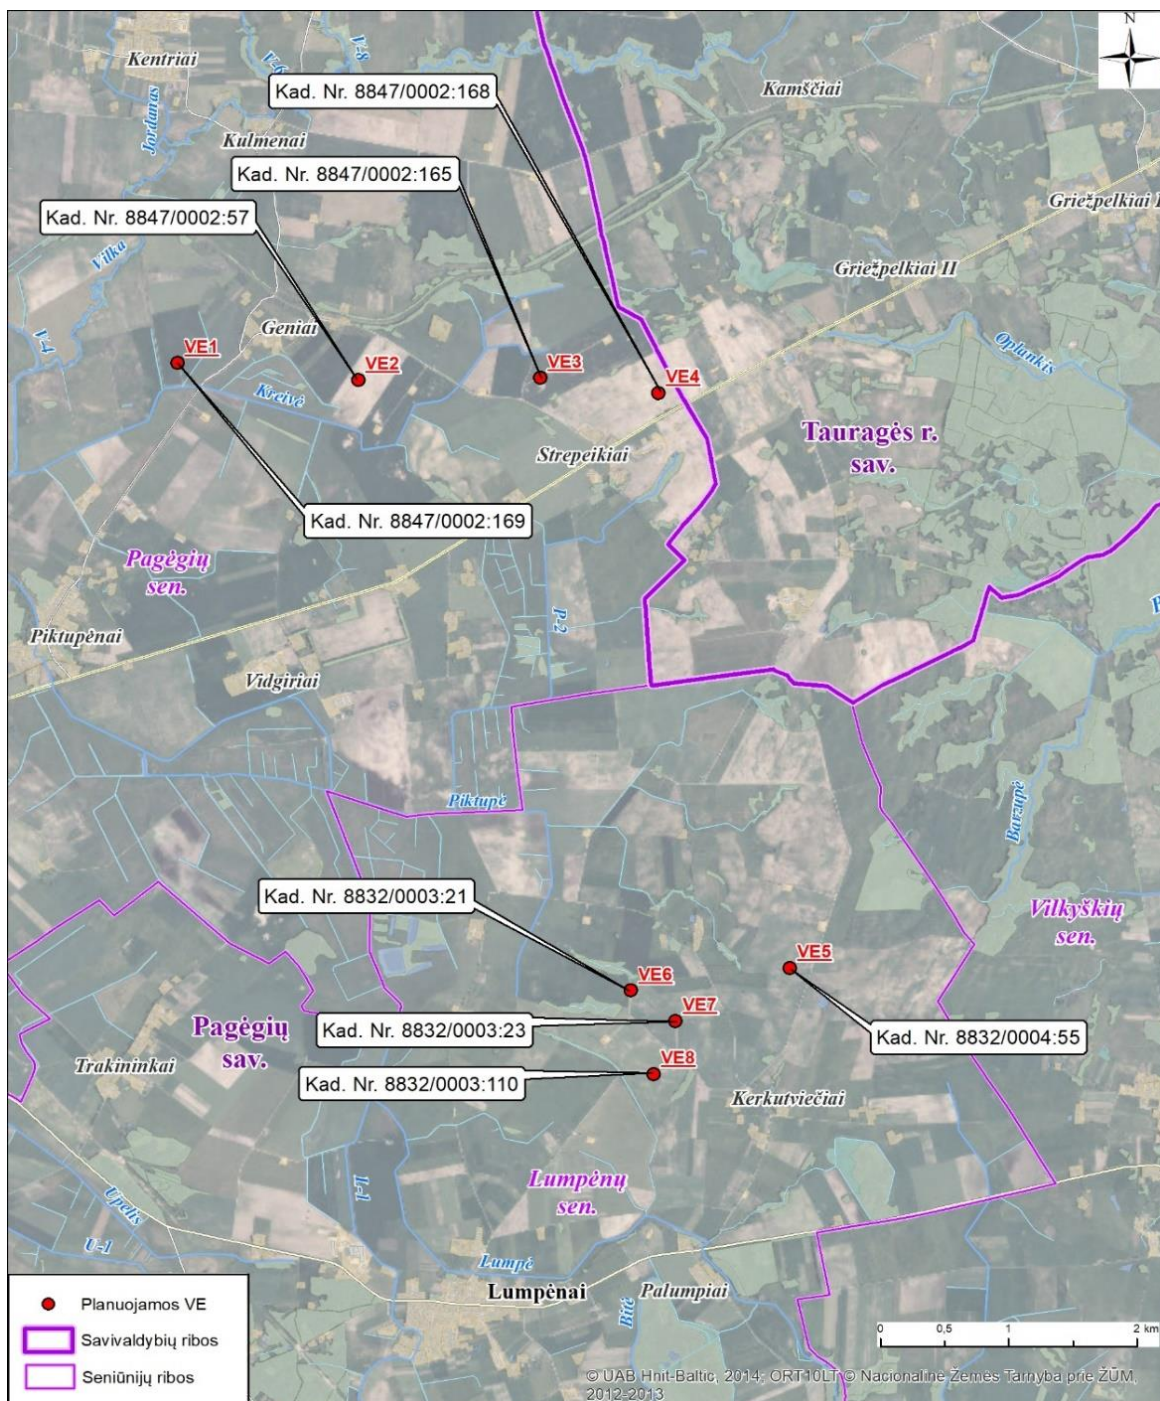 N
Kentriai
V-8
V-6
Kad. Nr. 8847/0002:168
Kamščiai
Jordanas
Kulmenai
Kad. Nr. 8847/0002:165
Griežpelkiai I
Kad. Nr. 8847/0002:57
Vilka
Griežpelkiai II
V-4
Geniai
Oplankis
VE1
VE2
VE3
VE4
Kreivė
Strepeikiai
Tauragės r.
sav.
Kad. Nr. 8847/0002:169
Pagėgių
sen.
P-2
Piktupėnai
Vidgiriai
Piktupė
Kad. Nr. 8832/0003:21
Vilkyškių
sen.
VE5
VE6
VE7
Pagėgių
sav.
Kad. Nr. 8832/0003:23
Kad. Nr. 8832/0004:55
Trakininkai
VE8
Kad. Nr. 8832/0003:110
Kerkutviečiai
L-1
Lumpėnų
sen.
Upelis
U-1
Lumpė
Lumpėnai
Palumpiai
Bitė
Planuojamos VE
Savivaldybių ribos
Seniūnijų ribos
0 0,5 1 2 km
© UAB Hnit-Baltic, 2014; ORT10LT © Nacionalinė Žemės Tarnyba prie ŽŪM,
2012-2013